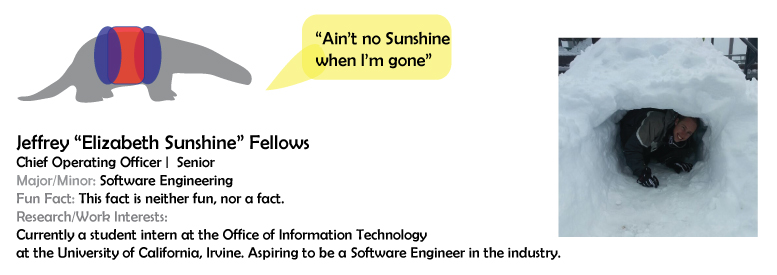 “Ain’t no Sunshine
when I’m gone”
Jeffrey “Elizabeth Sunshine” Fellows
Chief Operating Officer | Senior
Major/Minor: Software Engineering
Fun Fact: This fact is neither fun, nor a fact.
Research/Work Interests:
Currently a student intern at the Office of Information Technology
at the University of California, Irvine. Aspiring to be a Software Engineer in the industry.